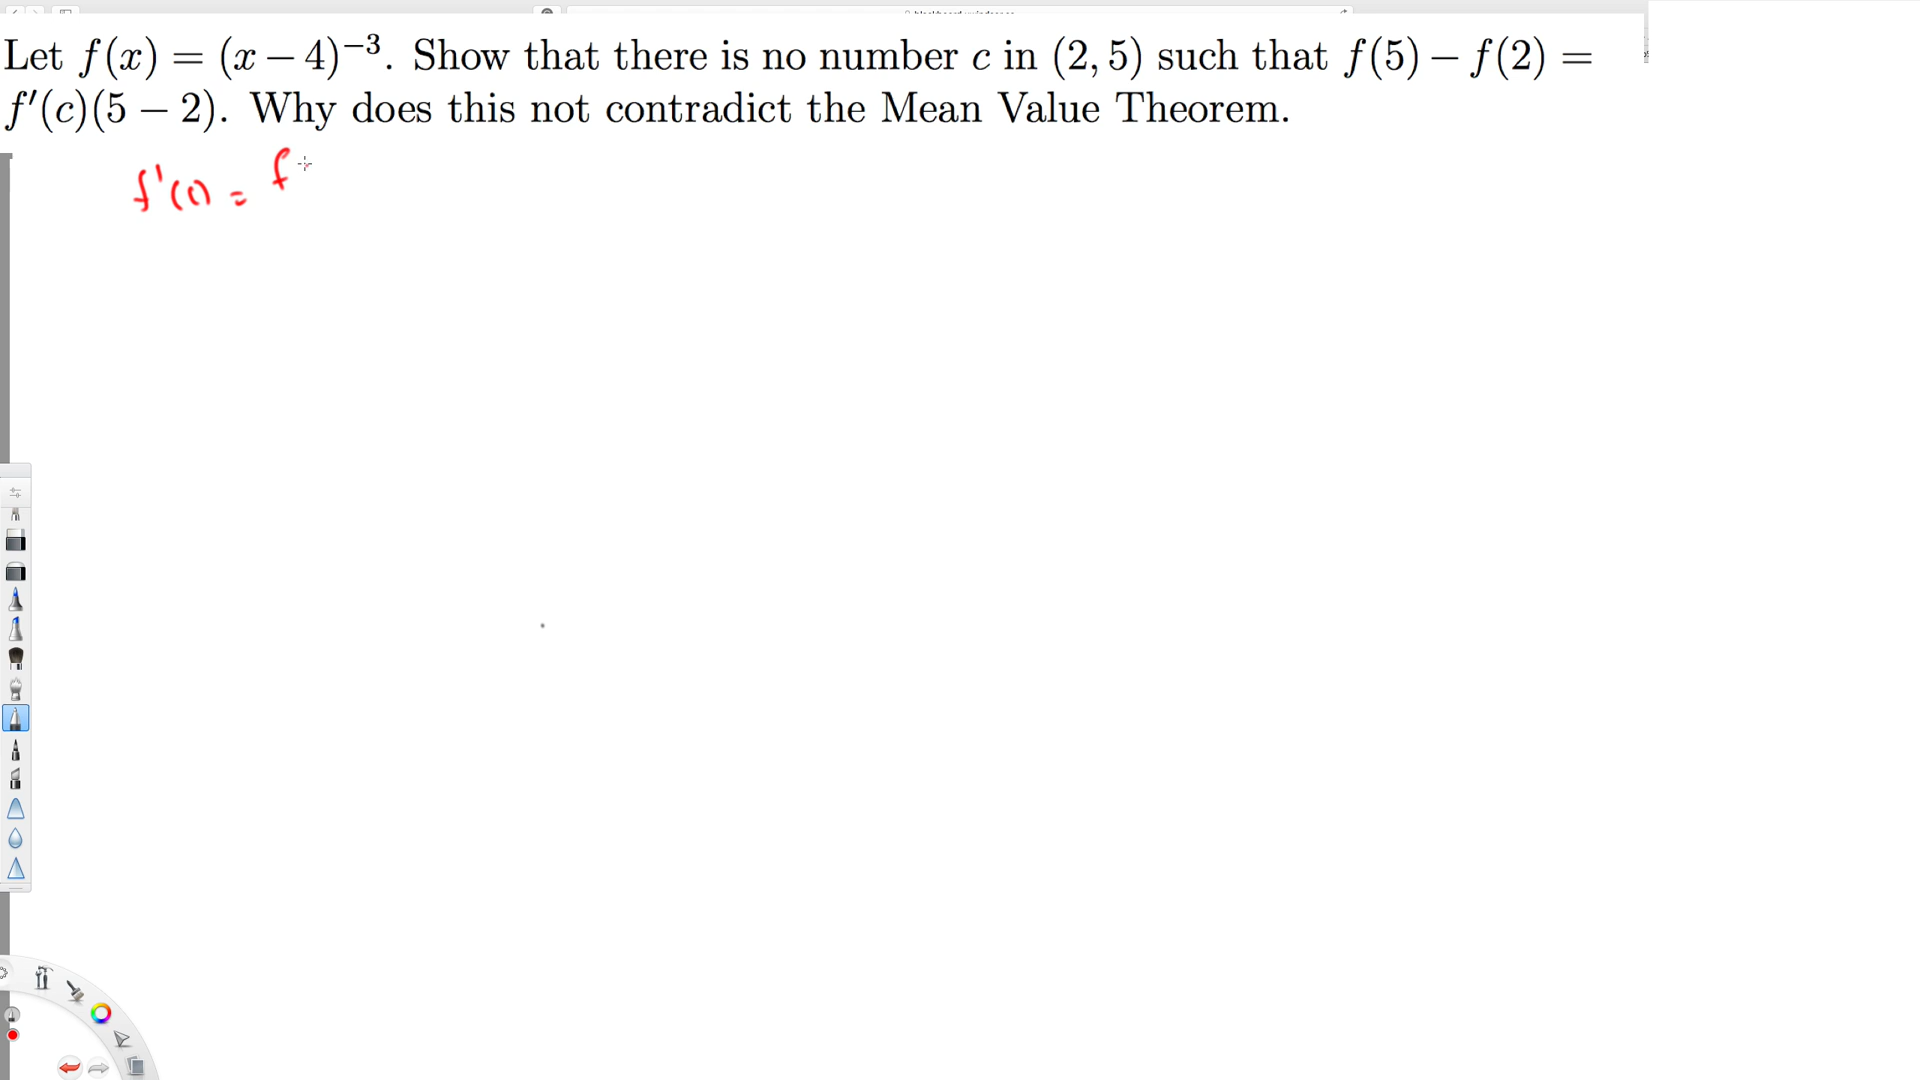 Let f(x) = (x − 4)⁻³. Show that there is no number c in (2, 5) such that f(5) − f(2) =
f′(c)(5 − 2). Why does this not contradict the Mean Value Theorem.
f'(c) = f